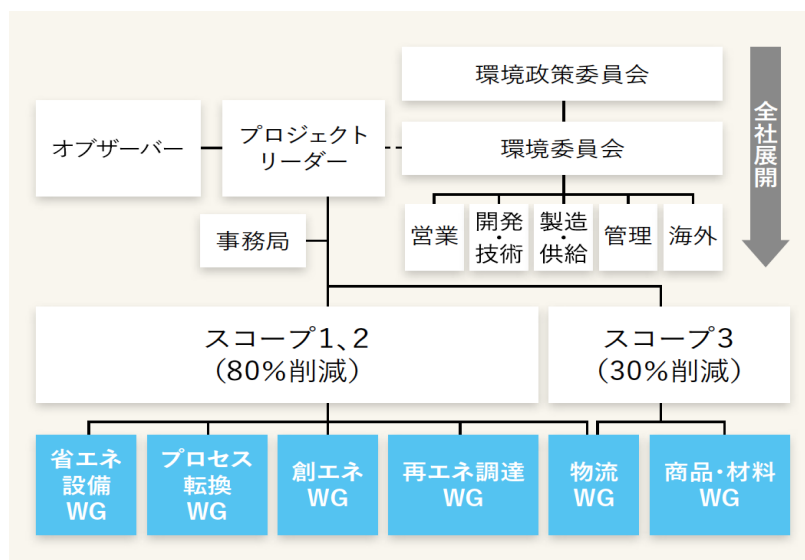 環境政策委員会
オブザーバー
プロジェクト
リーダー
環境委員会
全社展開
事務局
営業
開発
・
技術
製造
・
供給
管理
海外
スコープ1、2
（80％削減）
スコープ3
（30％削減）
省エネ
設備
WG
プロセス
転換
WG
創エネ
WG
再エネ調達
WG
物流
WG
商品・材料
WG